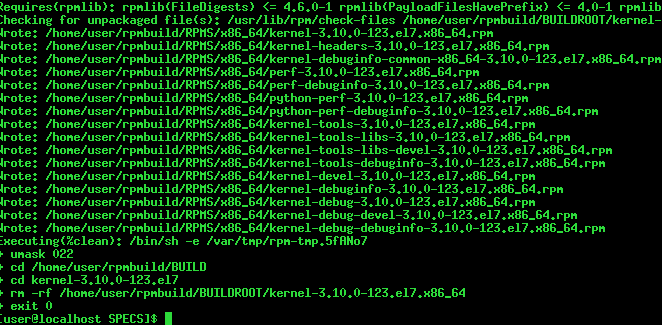 Requires(rpmlib): rpmlib(FileDigests) <= 4.6.0-1 rpmlib(PayloadFilesHavePrefix) <= 4.0-1 rpmlib
Checking for unpackaged file(s): /usr/lib/rpm/check-files /home/user/rpmbuild/BUILDROOT/kernel-
Wrote: /home/user/rpmbuild/RPMS/x86_64/kernel-3.10.0-123.el7.x86_64.rpm
Wrote: /home/user/rpmbuild/RPMS/x86_64/kernel-headers-3.10.0-123.el7.x86_64.rpm
Wrote: /home/user/rpmbuild/RPMS/x86_64/kernel-debuginfo-common-x86_64-3.10.0-123.el7.x86_64.rpm
Wrote: /home/user/rpmbuild/RPMS/x86_64/perf-3.10.0-123.el7.x86_64.rpm
Wrote: /home/user/rpmbuild/RPMS/x86_64/perf-debuginfo-3.10.0-123.el7.x86_64.rpm
Wrote: /home/user/rpmbuild/RPMS/x86_64/python-perf-3.10.0-123.el7.x86_64.rpm
Wrote: /home/user/rpmbuild/RPMS/x86_64/python-perf-debuginfo-3.10.0-123.el7.x86_64.rpm
Wrote: /home/user/rpmbuild/RPMS/x86_64/kernel-tools-3.10.0-123.el7.x86_64.rpm
Wrote: /home/user/rpmbuild/RPMS/x86_64/kernel-tools-libs-3.10.0-123.el7.x86_64.rpm
Wrote: /home/user/rpmbuild/RPMS/x86_64/kernel-tools-libs-devel-3.10.0-123.el7.x86_64.rpm
Wrote: /home/user/rpmbuild/RPMS/x86_64/kernel-tools-debuginfo-3.10.0-123.el7.x86_64.rpm
Wrote: /home/user/rpmbuild/RPMS/x86_64/kernel-devel-3.10.0-123.el7.x86_64.rpm
Wrote: /home/user/rpmbuild/RPMS/x86_64/kernel-debuginfo-3.10.0-123.el7.x86_64.rpm
Wrote: /home/user/rpmbuild/RPMS/x86_64/kernel-debug-3.10.0-123.el7.x86_64.rpm
Wrote: /home/user/rpmbuild/RPMS/x86_64/kernel-debug-devel-3.10.0-123.el7.x86_64.rpm
Wrote: /home/user/rpmbuild/RPMS/x86_64/kernel-debug-debuginfo-3.10.0-123.el7.x86_64.rpm
Executing(%clean): /bin/sh -e /var/tmp/rpm-tmp.5fANo7
+ umask 022
+ cd /home/user/rpmbuild/BUILD
+ cd kernel-3.10.0-123.el7
+ rm -rf /home/user/rpmbuild/BUILDROOT/kernel-3.10.0-123.el7.x86_64
+ exit 0
[user@localhost SPECS]$